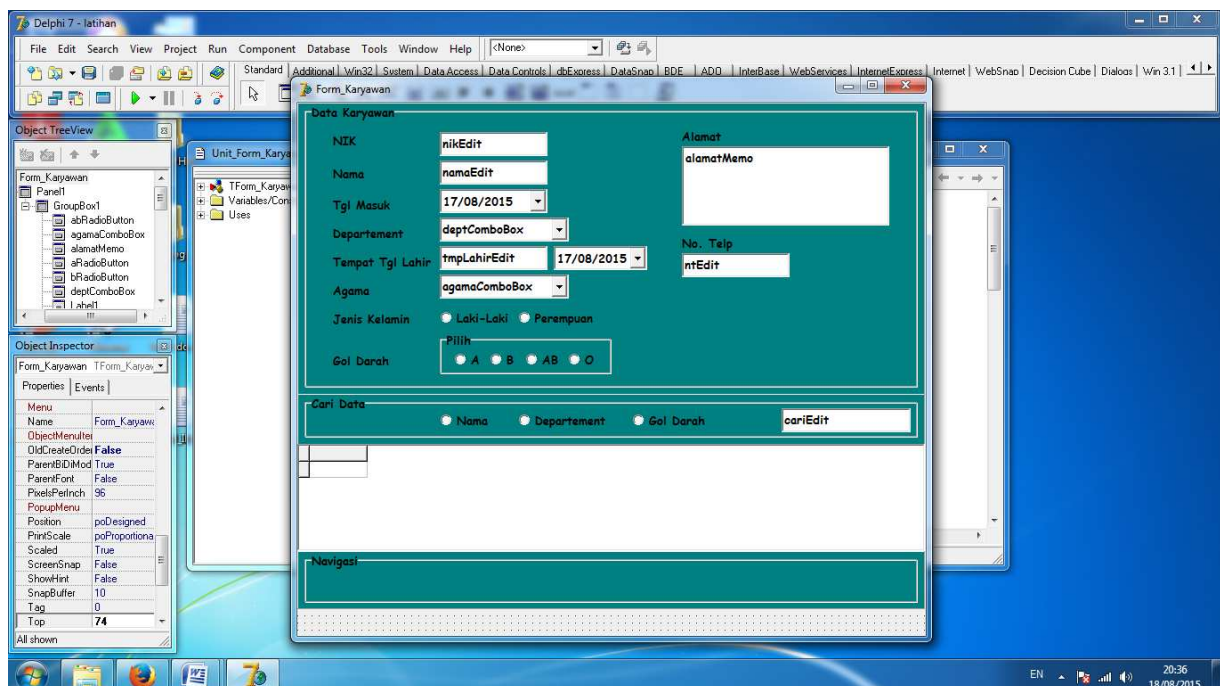 Delphi 7 - latihan
File Edit Search View Project Run Component Database Tools Window Help <None>
Standard Additional Win32 System Data Access Data Controls dbExpress DataSnap BDE ADO InterBase WebServices InternetExpress Internet WebSnap Decision Cube Dialogs Win 3.1
Object TreeView
Form_Karyawan
Panel1
GroupBox1
abRadioButton
agamaComboBox
alamatMemo
aRadioButton
bRadioButton
deptComboBox
Label1
Object Inspector
Form_Karyawan TForm_Karyaw
Properties Events
Menu
Name Form_Karyawa
ObjectMenuIte
OldCreateOrde False
ParentBiDiMod True
ParentFont False
PixelsPerInch 96
PopupMenu
Position poDesigned
PrintScale poProportiona
Scaled True
ScreenSnap False
ShowHint False
SnapBuffer 10
Tag 0
Top 74
All shown
Unit_Form_Karya
TForm_Karyaw
Variables/Con
Uses
Form_Karyawan
Data Karyawan
NIK nikEdit
Nama namaEdit
Tgl Masuk 17/08/2015
Departement deptComboBox
Tempat Tgl Lahir tmpLahirEdit 17/08/2015
Agama agamaComboBox
Jenis Kelamin Laki-Laki Perempuan
Pilih
Gol Darah A B AB O
Alamat
alamatMemo
No. Telp
ntEdit
Cari Data
Nama Departement Gol Darah cariEdit
Navigasi
EN
20:36
18/08/2015